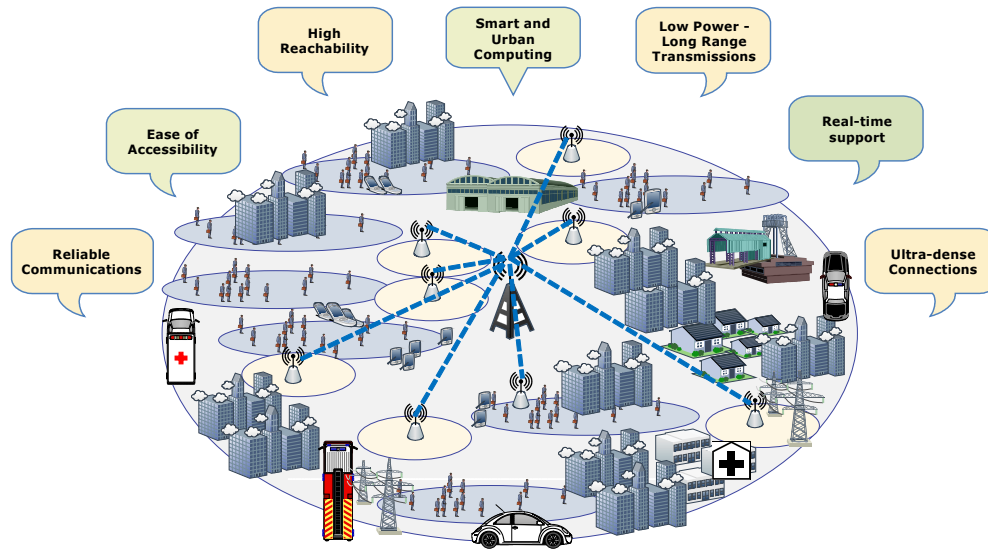 High
Reachability
Smart and
Urban
Computing
Low Power -
Long Range
Transmissions
Ease of
Accessibility
Real-time
support
Reliable
Communications
Ultra-dense
Connections